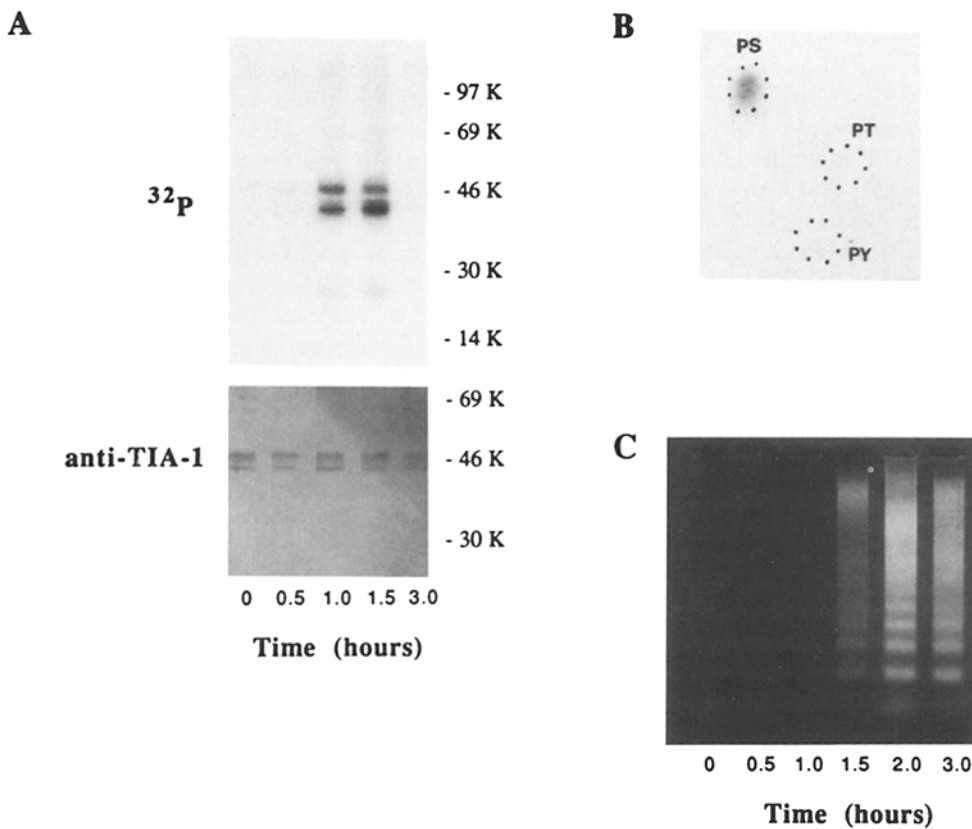 A
32P
- 97 K
- 69 K
- 46 K
- 30 K
- 14 K
anti-TIA-1
- 69 K
- 46 K
- 30 K
0 0.5 1.0 1.5 3.0
Time (hours)
B
PS
PT
PY
C
0 0.5 1.0 1.5 2.0 3.0
Time (hours)